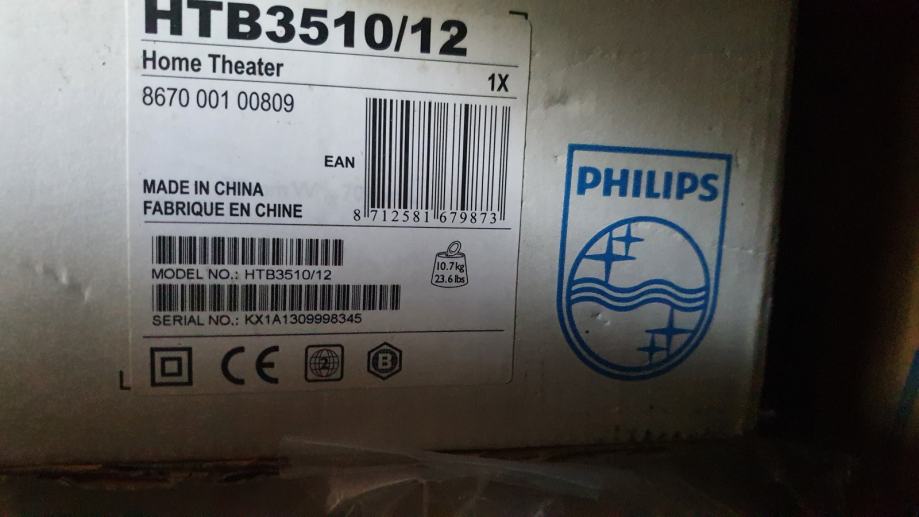 HTB3510/12
Home Theater
1X
8670 001 00809
EAN
MADE IN CHINA
FABRIQUE EN CHINE
8 712581 679873
MODEL NO.: HTB3510/12
10.7kg
23.6 lbs
SERIAL NO.: KX1A1309998345
CE
2
B
PHILIPS